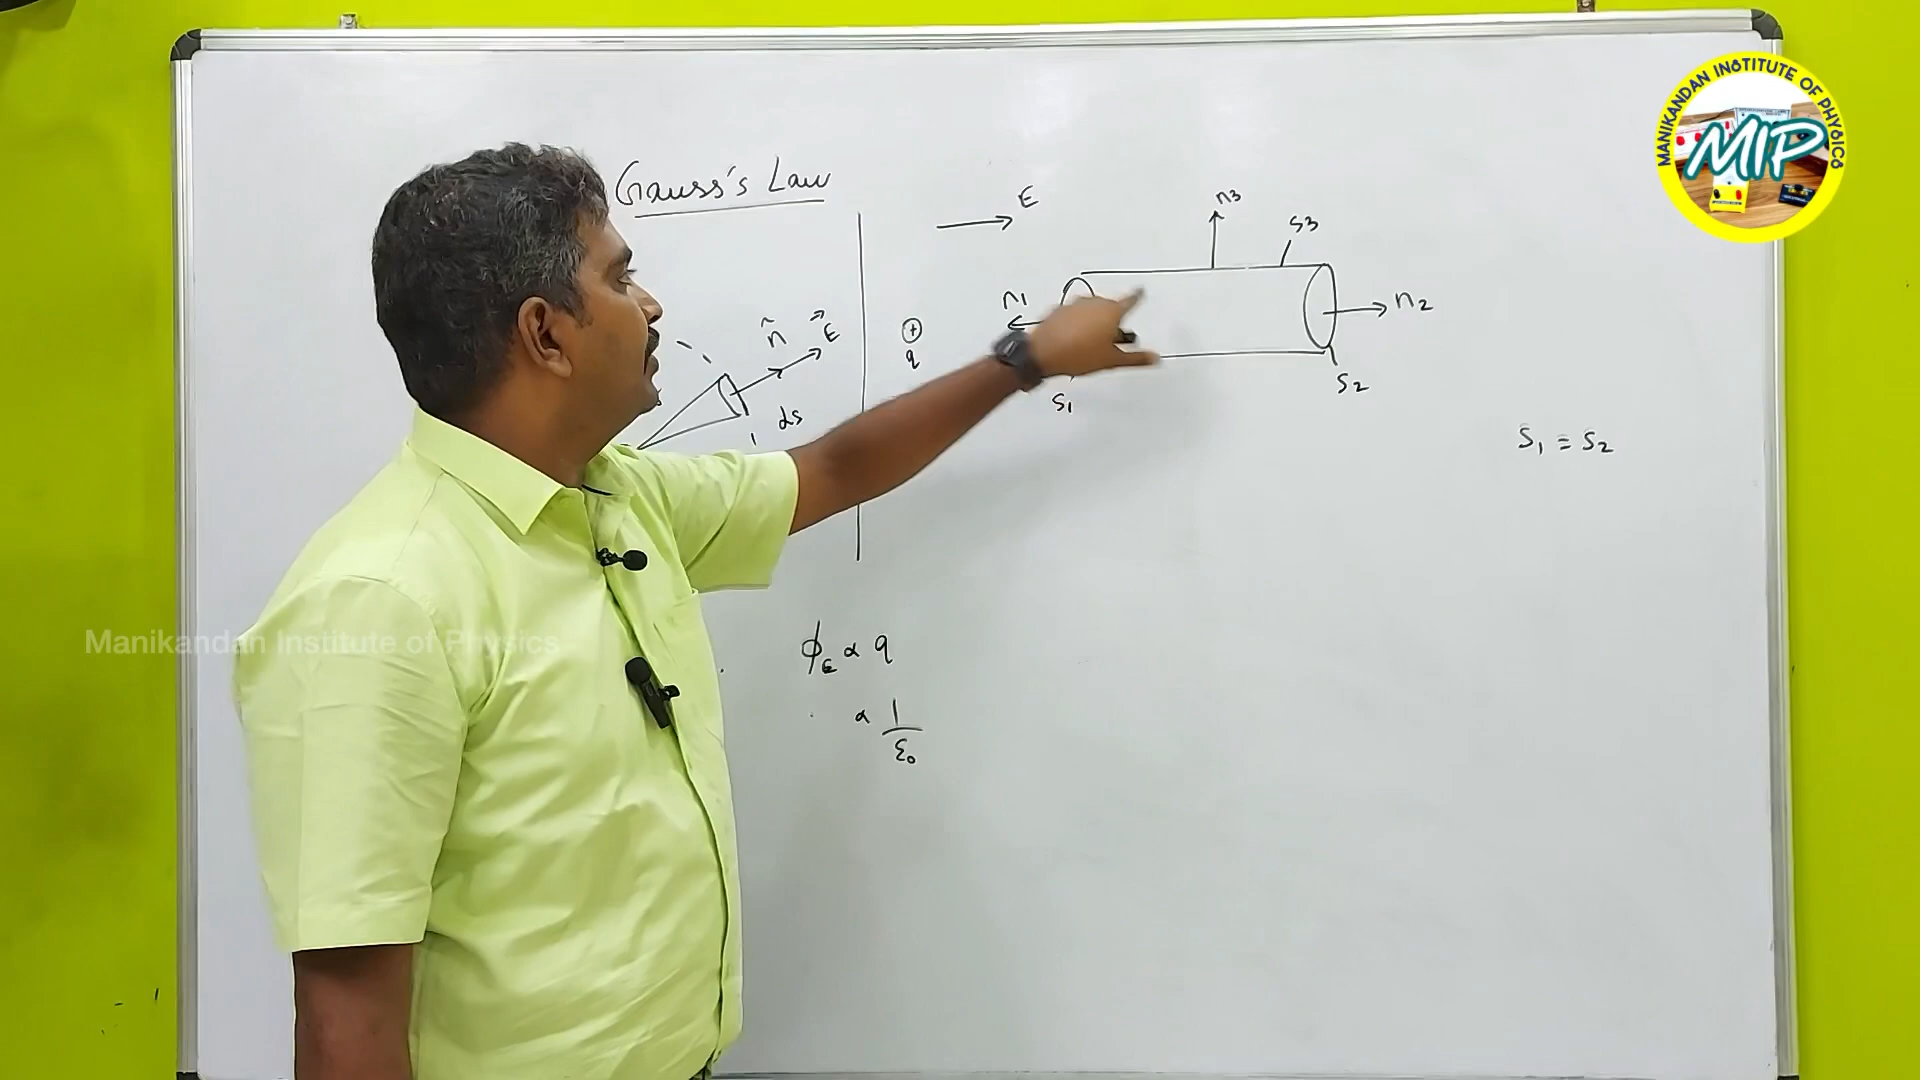 Gauss's Law
n̂
E⃗
ds
ϕE ∝ q
∝ 1/ε₀
E
q
n1
n3
s3
n2
S1
S2
S1 = S2
MANIKANDAN INSTITUTE OF PHYSICS
MIP
Manikandan Institute of Physics